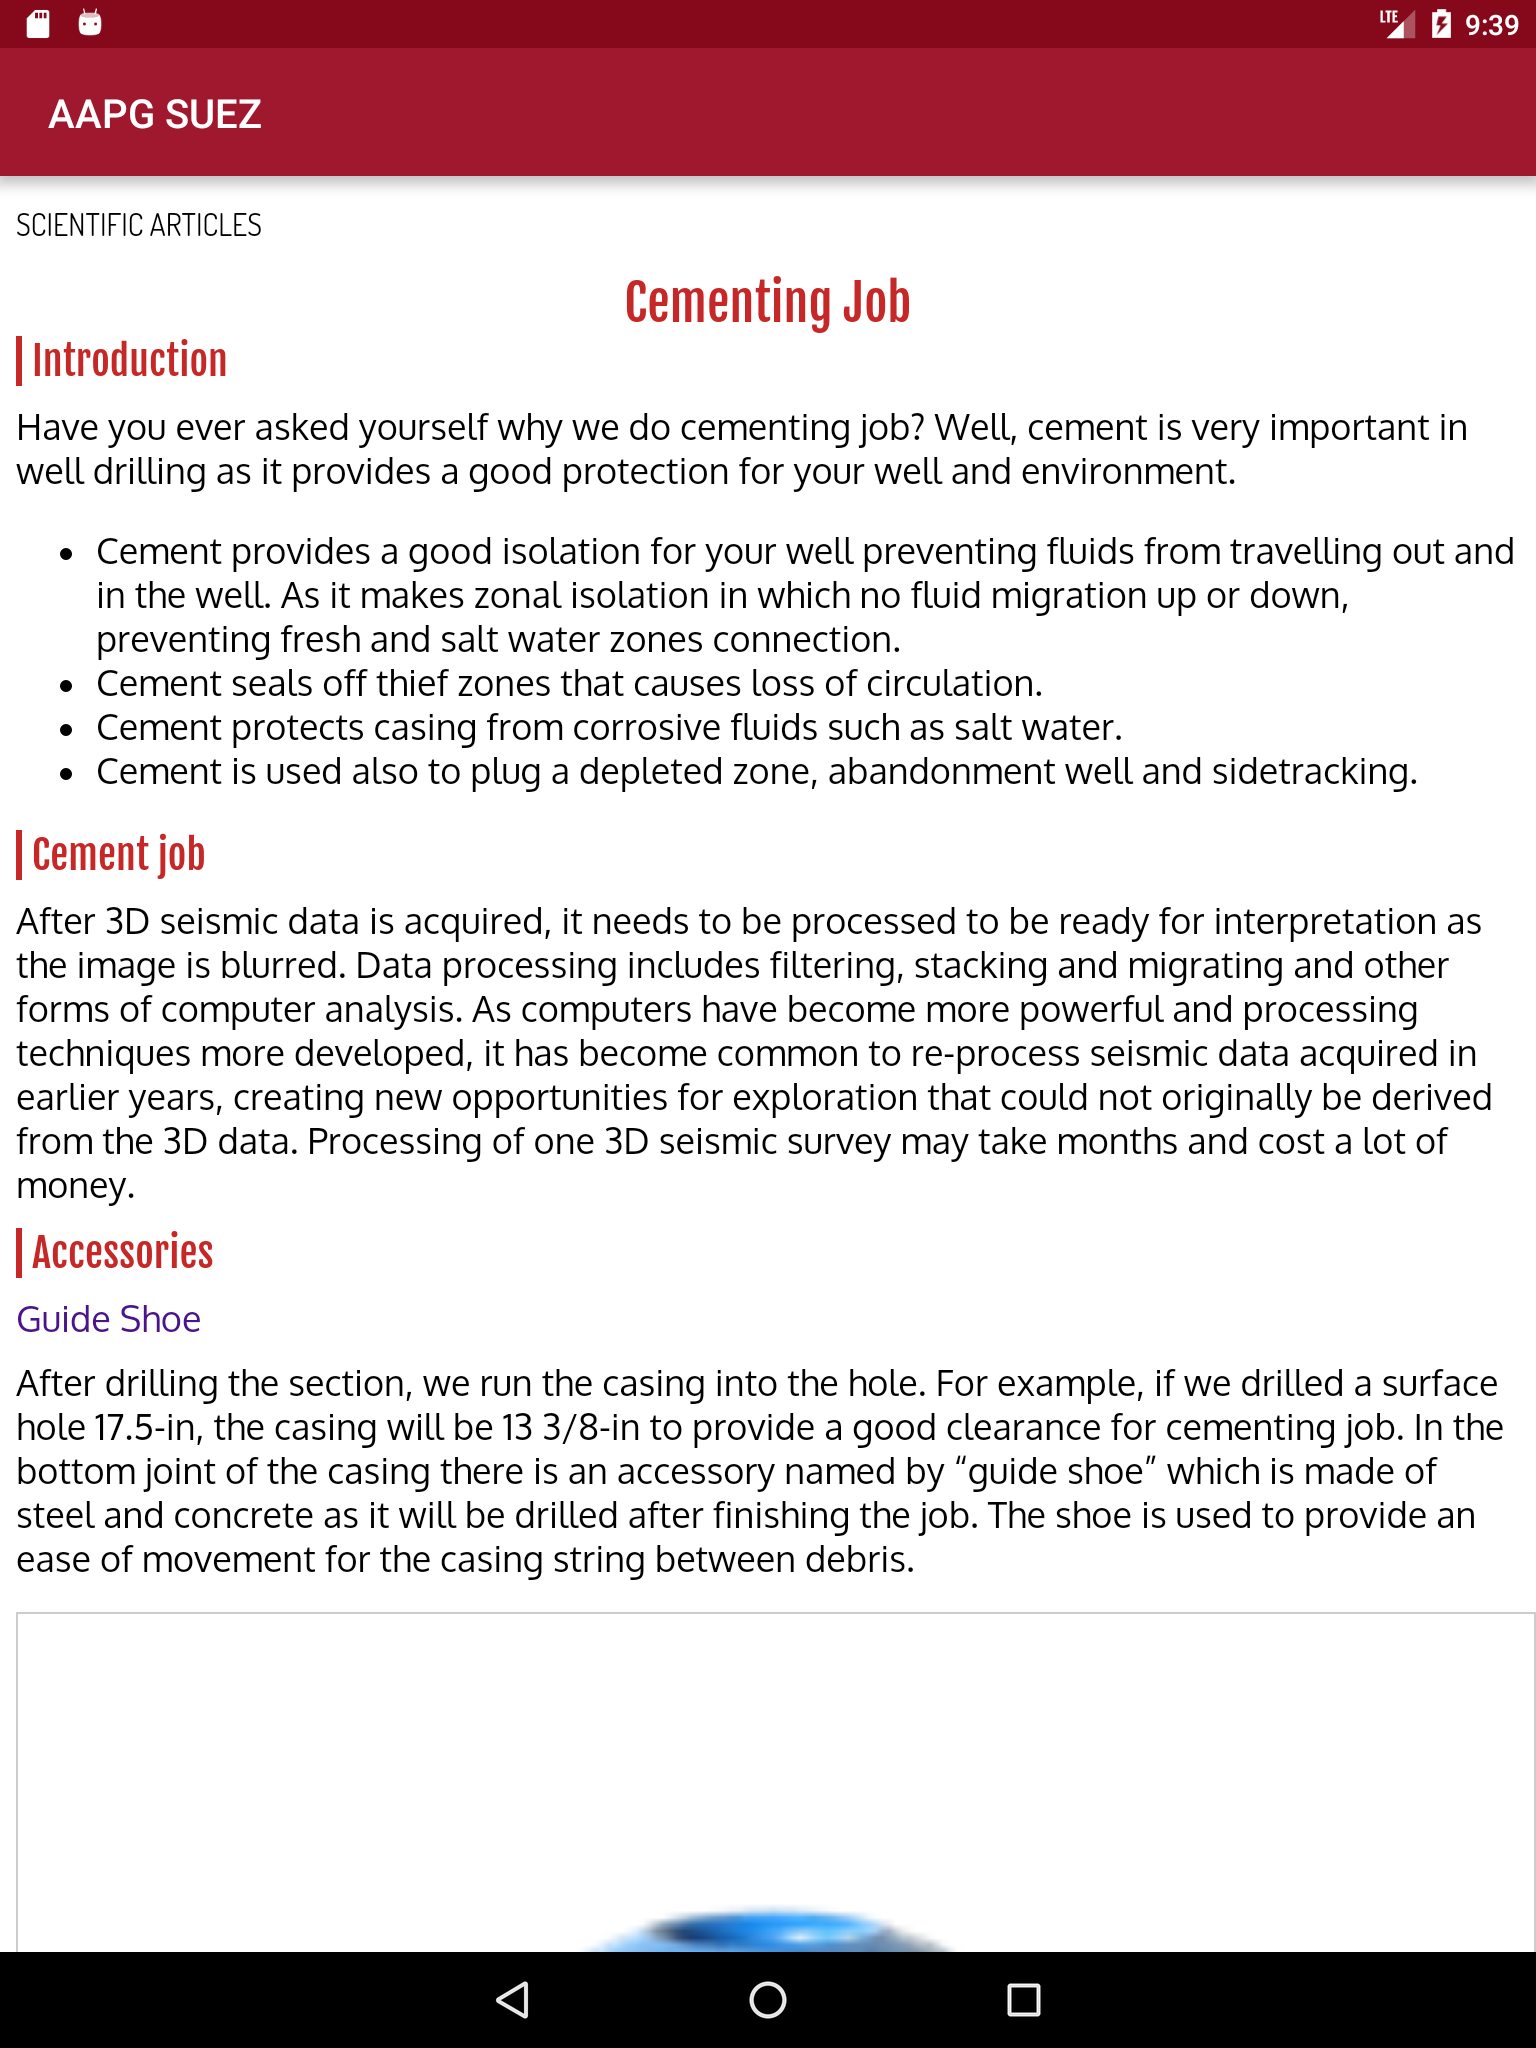 LTE 9:39
AAPG SUEZ
SCIENTIFIC ARTICLES
Cementing Job
Introduction
Have you ever asked yourself why we do cementing job? Well, cement is very important in
well drilling as it provides a good protection for your well and environment.
• Cement provides a good isolation for your well preventing fluids from travelling out and
in the well. As it makes zonal isolation in which no fluid migration up or down,
preventing fresh and salt water zones connection.
• Cement seals off thief zones that causes loss of circulation.
• Cement protects casing from corrosive fluids such as salt water.
• Cement is used also to plug a depleted zone, abandonment well and sidetracking.
Cement job
After 3D seismic data is acquired, it needs to be processed to be ready for interpretation as
the image is blurred. Data processing includes filtering, stacking and migrating and other
forms of computer analysis. As computers have become more powerful and processing
techniques more developed, it has become common to re-process seismic data acquired in
earlier years, creating new opportunities for exploration that could not originally be derived
from the 3D data. Processing of one 3D seismic survey may take months and cost a lot of
money.
Accessories
Guide Shoe
After drilling the section, we run the casing into the hole. For example, if we drilled a surface
hole 17.5-in, the casing will be 13 3/8-in to provide a good clearance for cementing job. In the
bottom joint of the casing there is an accessory named by “guide shoe” which is made of
steel and concrete as it will be drilled after finishing the job. The shoe is used to provide an
ease of movement for the casing string between debris.